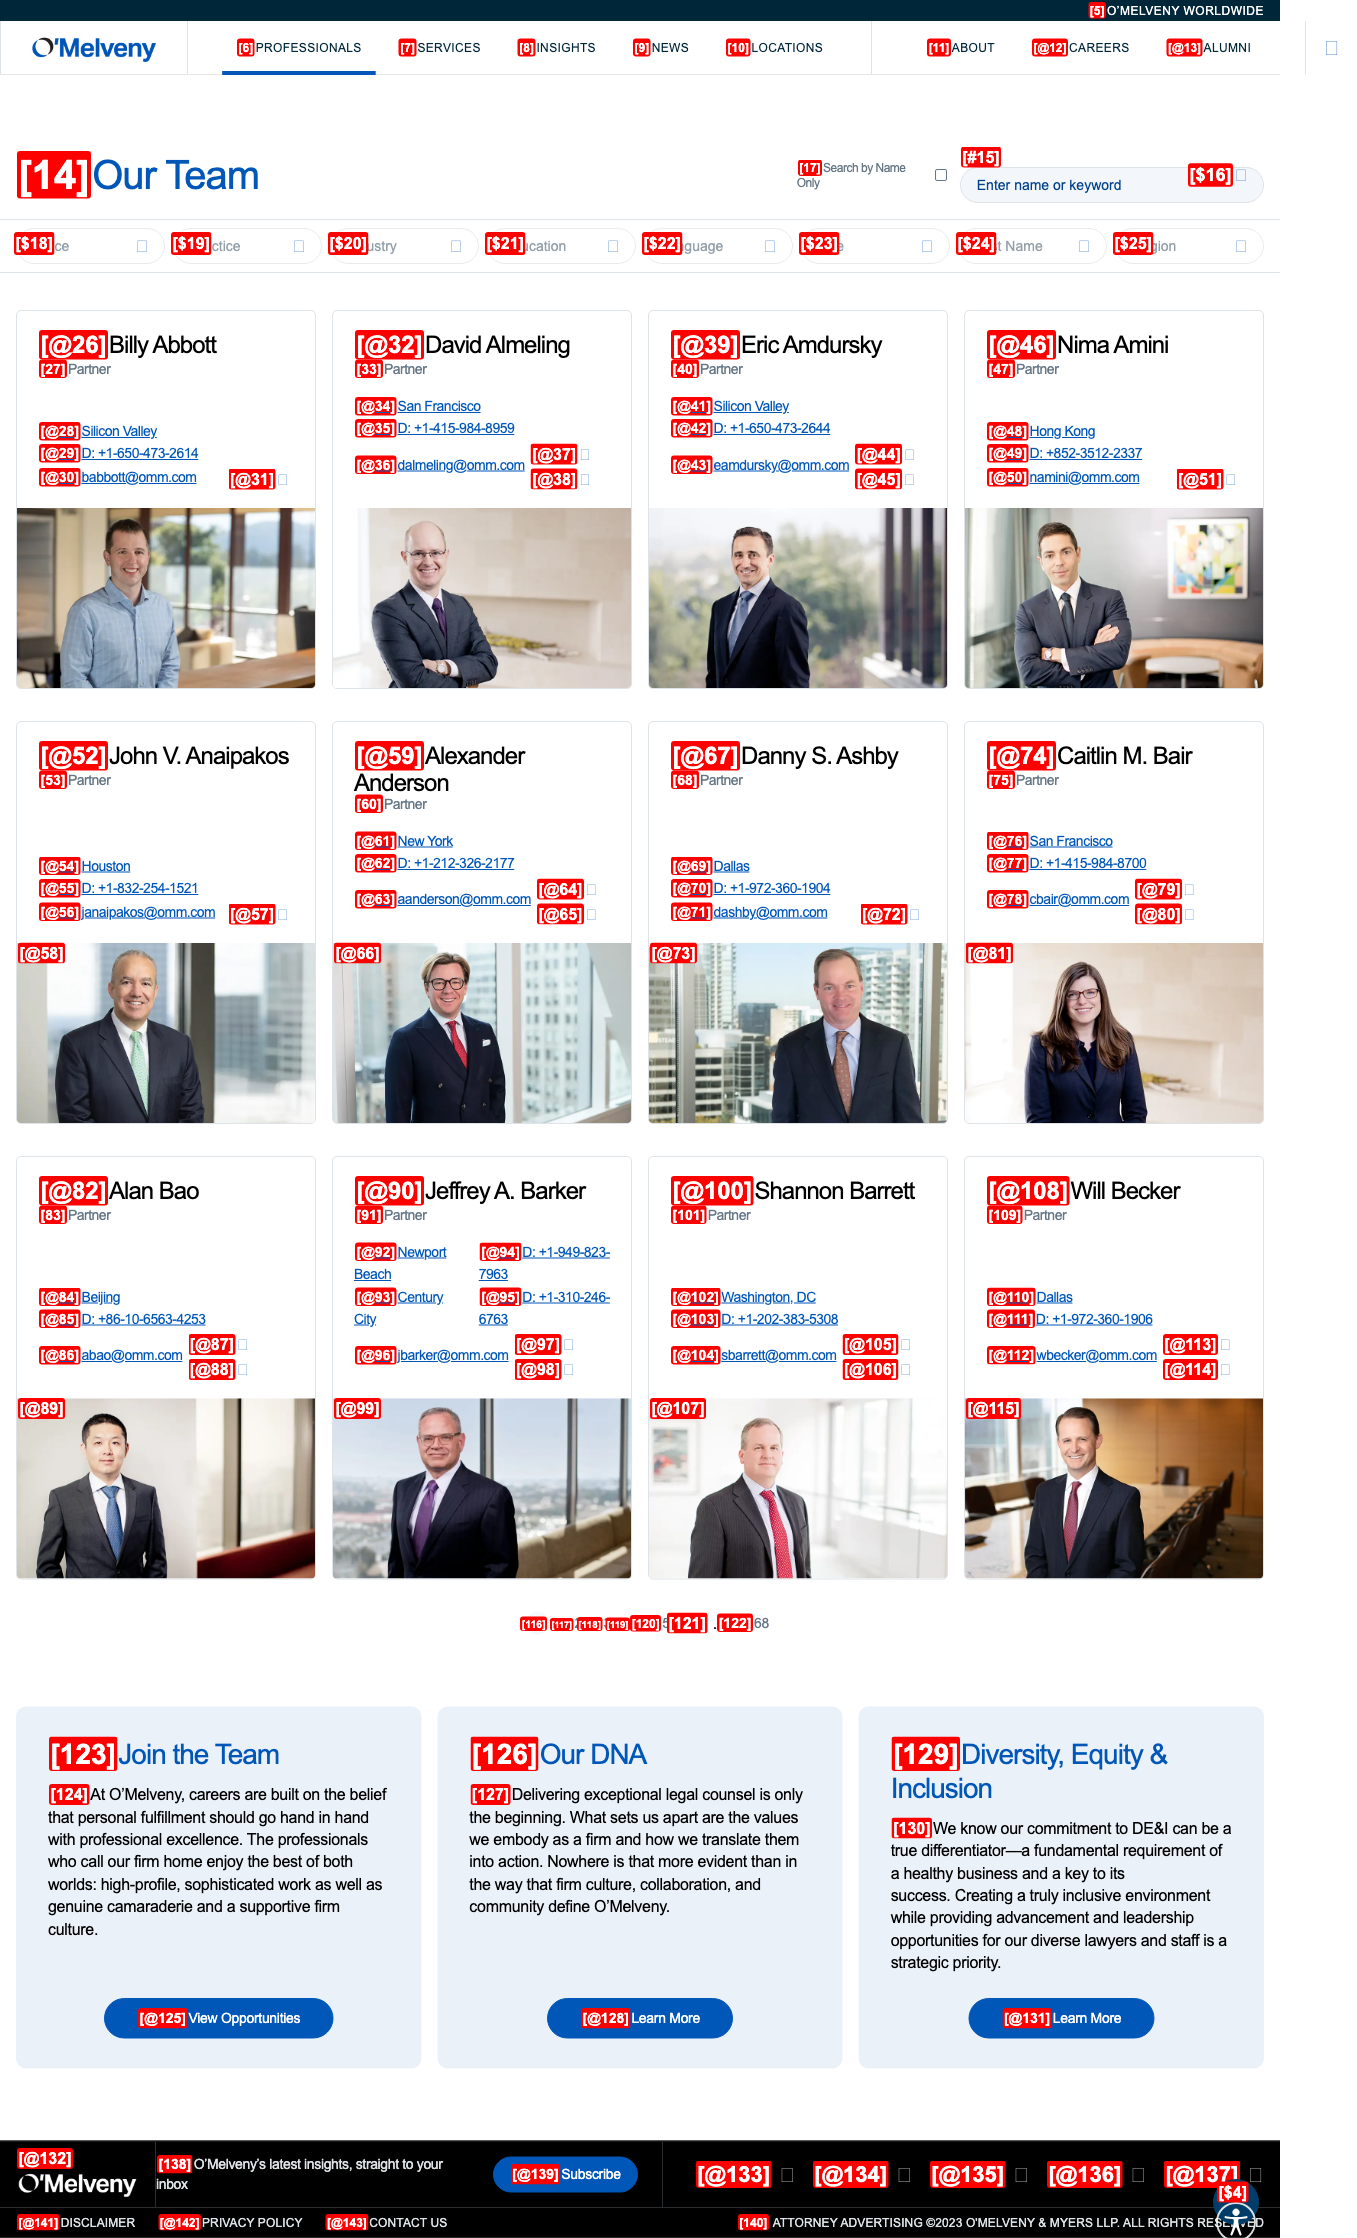 [5] O'MELVENY WORLDWIDE
O'Melveny [6] PROFESSIONALS [7] SERVICES [8] INSIGHTS [9] NEWS [10] LOCATIONS [11] ABOUT [@12] CAREERS [@13] ALUMNI
[14] Our Team
[17] Search by Name Only
[#15] Enter name or keyword [$16]
[$18]ce [$19]ctice [$20]ustry [$21]ucation [$22]guage [$23]e [$24]t Name [$25]gion
[@26] Billy Abbott
[27] Partner
[@28] Silicon Valley
[@29] D: +1-650-473-2614
[@30] babbott@omm.com [@31]
[@32] David Almeling
[33] Partner
[@34] San Francisco
[@35] D: +1-415-984-8959
[@36] dalmeling@omm.com [@37]
[@38]
[@39] Eric Amdursky
[40] Partner
[@41] Silicon Valley
[@42] D: +1-650-473-2644
[@43] eamdursky@omm.com [@44]
[@45]
[@46] Nima Amini
[47] Partner
[@48] Hong Kong
[@49] D: +852-3512-2337
[@50] namini@omm.com [@51]
[@52] John V. Anaipakos
[53] Partner
[@54] Houston
[@55] D: +1-832-254-1521
[@56] janaipakos@omm.com [@57]
[@58]
[@59] Alexander
Anderson
[60] Partner
[@61] New York
[@62] D: +1-212-326-2177
[@63] aanderson@omm.com [@64]
[@65]
[@66]
[@67] Danny S. Ashby
[68] Partner
[@69] Dallas
[@70] D: +1-972-360-1904
[@71] dashby@omm.com [@72]
[@73]
[@74] Caitlin M. Bair
[75] Partner
[@76] San Francisco
[@77] D: +1-415-984-8700
[@78] cbair@omm.com [@79]
[@80]
[@81]
[@82] Alan Bao
[83] Partner
[@84] Beijing
[@85] D: +86-10-6563-4253
[@86] abao@omm.com [@87]
[@88]
[@89]
[@90] Jeffrey A. Barker
[91] Partner
[@92] Newport Beach [@94] D: +1-949-823-7963
[@93] Century City [@95] D: +1-310-246-6763
[@96] jbarker@omm.com [@97]
[@98]
[@99]
[@100] Shannon Barrett
[101] Partner
[@102] Washington, DC
[@103] D: +1-202-383-5308
[@104] sbarrett@omm.com [@105]
[@106]
[@107]
[@108] Will Becker
[109] Partner
[@110] Dallas
[@111] D: +1-972-360-1906
[@112] wbecker@omm.com [@113]
[@114]
[@115]
[116] [117] [118] [119] [120] [121] . [122] 68
[123] Join the Team
[124] At O'Melveny, careers are built on the belief
that personal fulfillment should go hand in hand
with professional excellence. The professionals
who call our firm home enjoy the best of both
worlds: high-profile, sophisticated work as well as
genuine camaraderie and a supportive firm
culture.
[@125] View Opportunities
[126] Our DNA
[127] Delivering exceptional legal counsel is only
the beginning. What sets us apart are the values
we embody as a firm and how we translate them
into action. Nowhere is that more evident than in
the way that firm culture, collaboration, and
community define O'Melveny.
[@128] Learn More
[129] Diversity, Equity &
Inclusion
[130] We know our commitment to DE&I can be a
true differentiator—a fundamental requirement of
a healthy business and a key to its
success. Creating a truly inclusive environment
while providing advancement and leadership
opportunities for our diverse lawyers and staff is a
strategic priority.
[@131] Learn More
[@132]
O'Melveny
[138] O'Melveny's latest insights, straight to your
inbox
[@139] Subscribe
[@133] [@134] [@135] [@136] [@137]
[$4]
[@141] DISCLAIMER [@142] PRIVACY POLICY [@143] CONTACT US [140] ATTORNEY ADVERTISING ©2023 O'MELVENY & MYERS LLP. ALL RIGHTS